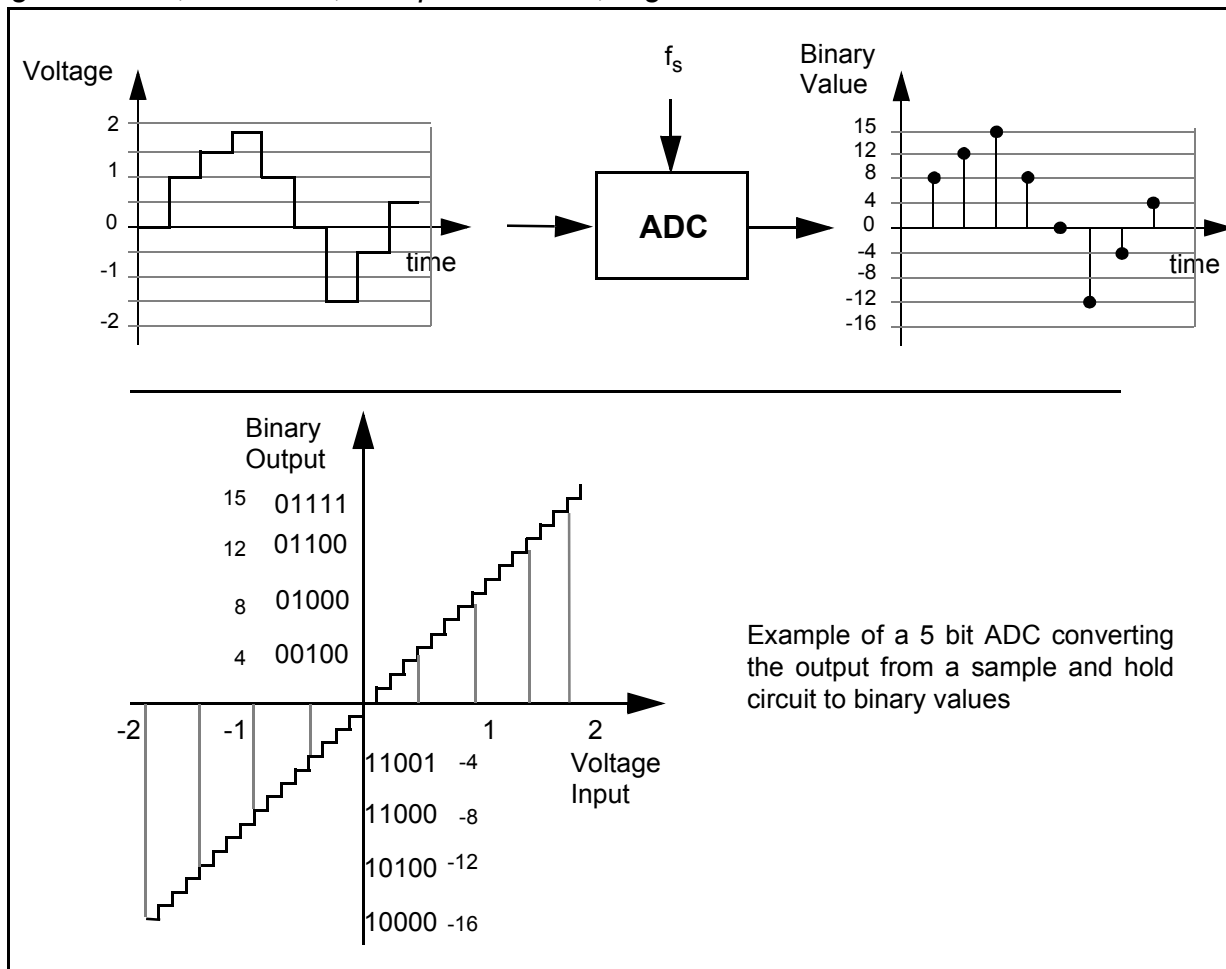 Voltage
2
1
0
-1
-2
time
f_s
ADC
Binary
Value
15
12
8
4
0
-4
-8
-12
-16
time
Binary
Output
15 01111
12 01100
8 01000
4 00100
-2 -1 1 2
Voltage
Input
11001 -4
11000 -8
10100 -12
10000 -16
Example of a 5 bit ADC converting
the output from a sample and hold
circuit to binary values